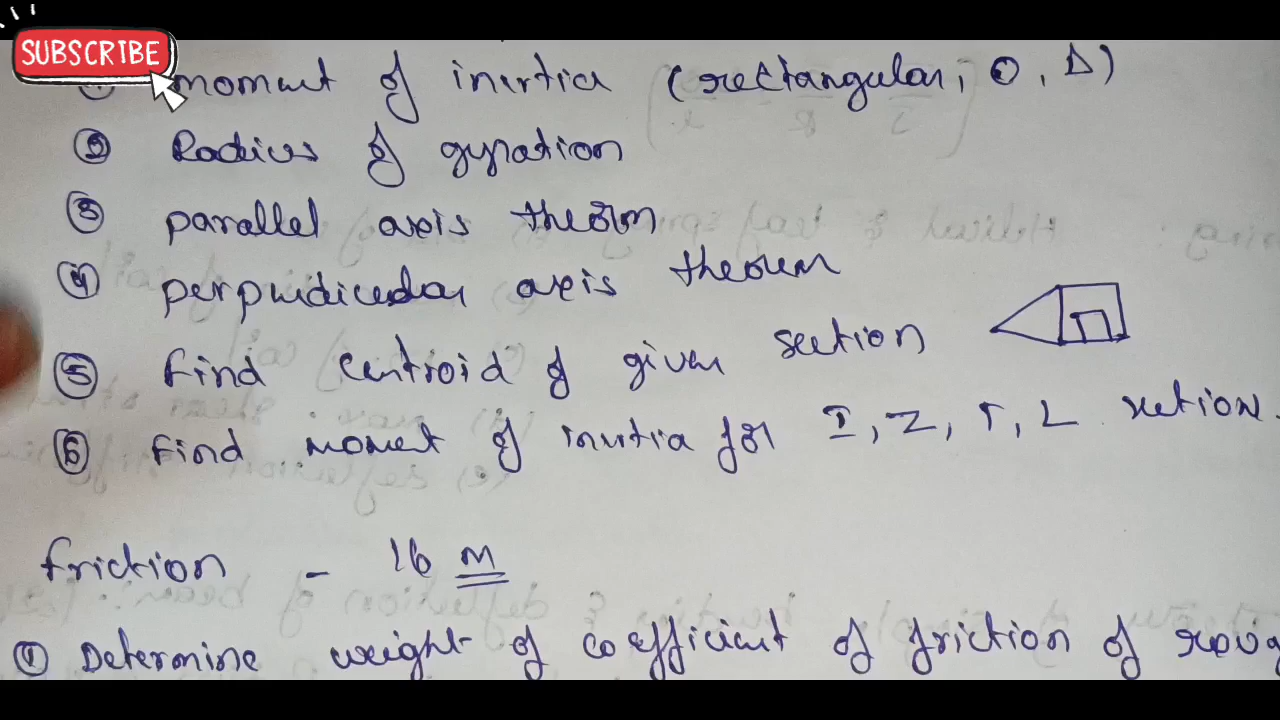 SUBSCRIBE
① moment of inertia (rectangular, O, Δ)
② Radius of gyration
③ parallel axis theorm
④ perpendicular axis theorem
⑤ Find centroid of given section
⑥ Find moment of inertia for I, Z, T, L section.
friction - 16 M
① Determine weight of coefficient of friction of roug